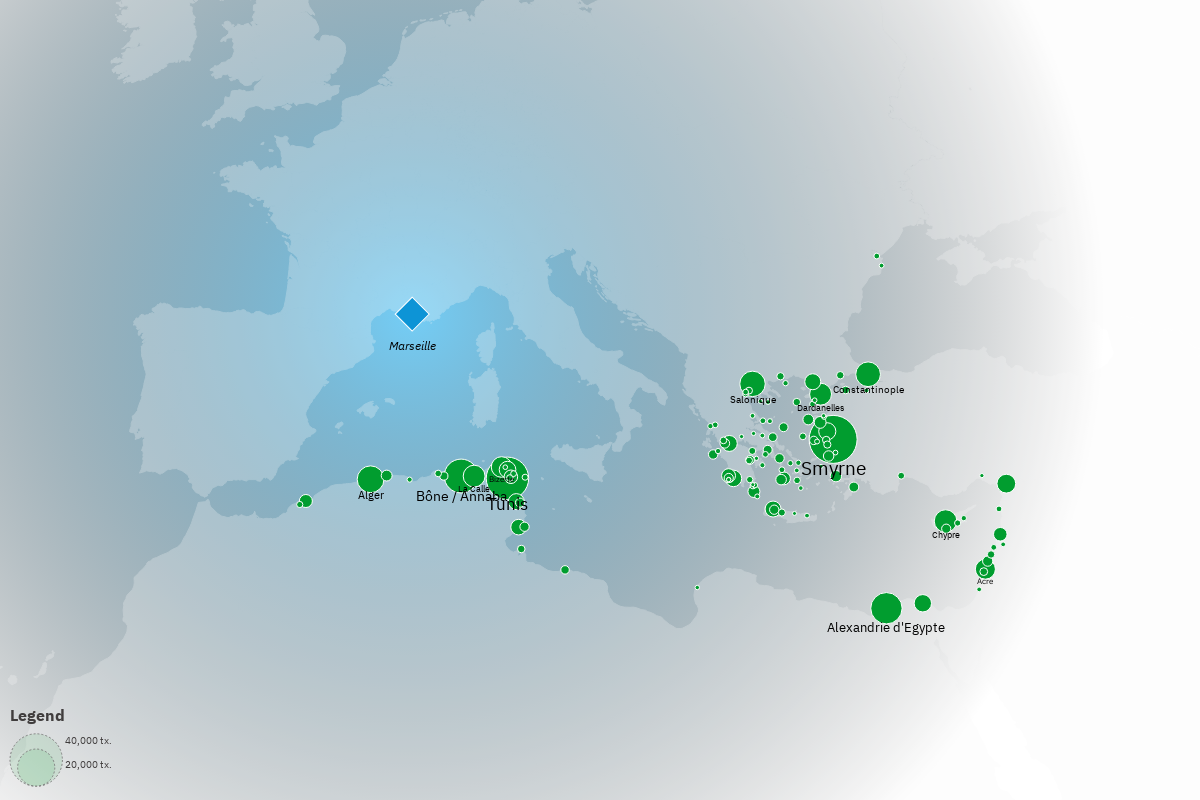 Marseille
Constantinople
Salonique
Dardanelles
Smyrne
Alger
La Calle
Bône / Annaba
Tunis
Chypre
Acre
Alexandrie d'Egypte
Legend
40,000 tx.
20,000 tx.